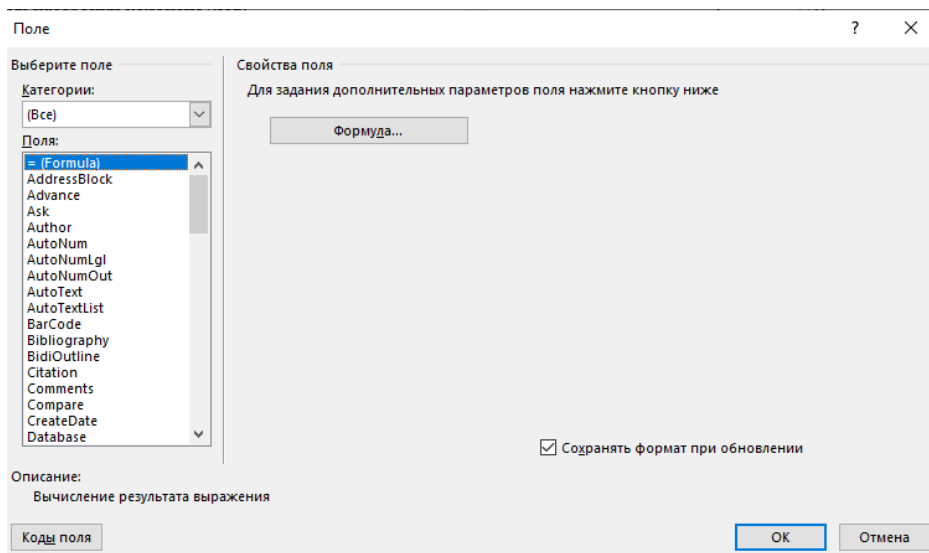 Поле
?
Выберите поле
Свойства поля
Категории:
Для задания дополнительных параметров поля нажмите кнопку ниже
(Все)
Формула...
Поля:
= (Formula)
AddressBlock
Advance
Ask
Author
AutoNum
AutoNumLgl
AutoNumOut
AutoText
AutoTextList
BarCode
Bibliography
BidiOutline
Citation
Comments
Compare
CreateDate
Database
Сохранять формат при обновлении
Описание:
Вычисление результата выражения
Коды поля
ОК
Отмена